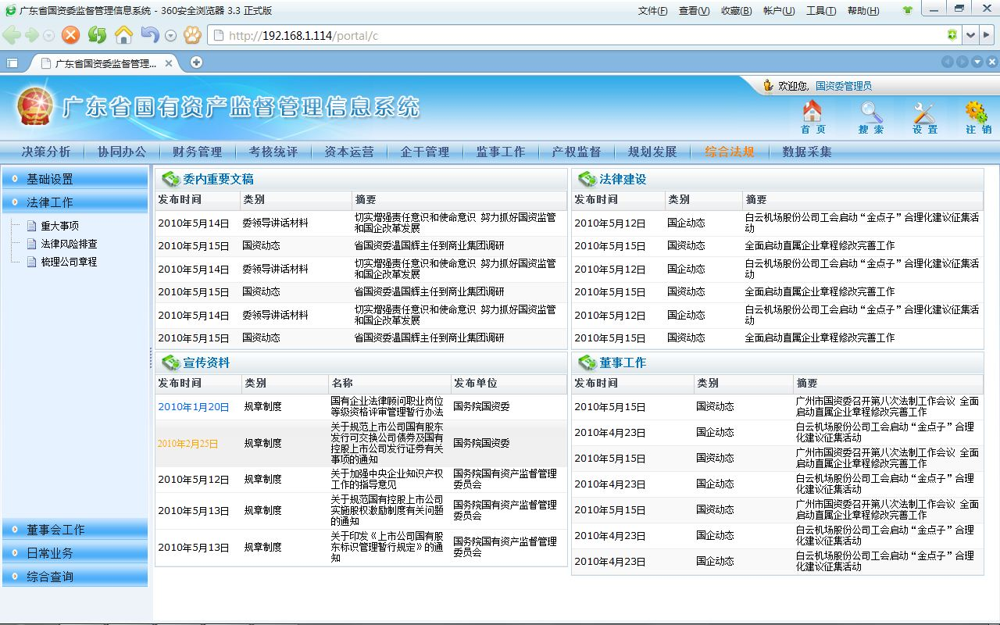 广东省国资委监督管理信息系统 - 360安全浏览器 3.3 正式版
文件(F) 查看(V) 收藏(B) 帐户(U) 工具(T) 帮助(H)
http://192.168.1.114/portal/c
广东省国资委监督管理...
欢迎您, 国资委管理员
广东省国有资产监督管理信息系统
首 页 搜 索 设 置 注 销
决策分析 协同办公 财务管理 考核统评 资本运营 企干管理 监事工作 产权监督 规划发展 综合法规 数据采集
基础设置
法律工作
重大事项
法律风险排查
梳理公司章程
董事会工作
日常业务
综合查询
委内重要文稿
发布时间 类别 摘要
2010年5月14日 委领导讲话材料 切实增强责任意识和使命意识 努力抓好国资监管
和国企改革发展
2010年5月15日 国资动态 省国资委温国辉主任到商业集团调研
2010年5月14日 委领导讲话材料 切实增强责任意识和使命意识 努力抓好国资监管
和国企改革发展
2010年5月15日 国资动态 省国资委温国辉主任到商业集团调研
2010年5月14日 委领导讲话材料 切实增强责任意识和使命意识 努力抓好国资监管
和国企改革发展
2010年5月15日 国资动态 省国资委温国辉主任到商业集团调研
法律建设
发布时间 类别 摘要
2010年5月12日 国企动态 白云机场股份公司工会启动“金点子”合理化建议征集活
动
2010年5月15日 国资动态 全面启动直属企业章程修改完善工作
2010年5月12日 国企动态 白云机场股份公司工会启动“金点子”合理化建议征集活
动
2010年5月15日 国资动态 全面启动直属企业章程修改完善工作
2010年5月12日 国企动态 白云机场股份公司工会启动“金点子”合理化建议征集活
动
2010年5月15日 国资动态 全面启动直属企业章程修改完善工作
宣传资料
发布时间 类别 名称 发布单位
2010年1月20日 规章制度 国有企业法律顾问职业岗位
等级资格评审管理暂行办法 国务院国资委
2010年2月25日 规章制度 关于规范上市公司国有股东
发行可交换公司债券及国有
控股上市公司发行证券有关
事项的通知 国务院国资委
2010年5月12日 规章制度 关于加强中央企业知识产权
工作的指导意见 国务院国有资产监督管理
委员会
2010年5月13日 规章制度 关于规范国有控股上市公司
实施股权激励制度有关问题
的通知 国务院国有资产监督管理
委员会
2010年5月13日 规章制度 关于印发《上市公司国有股
东标识管理暂行规定》的通
知 国务院国有资产监督管理
委员会
董事工作
发布时间 类别 摘要
2010年5月15日 国资动态 广州市国资委召开第八次法制工作会议 全面
启动直属企业章程修改完善工作
2010年4月23日 国企动态 白云机场股份公司工会启动“金点子”合理
化建议征集活动
2010年5月15日 国资动态 广州市国资委召开第八次法制工作会议 全面
启动直属企业章程修改完善工作
2010年4月23日 国企动态 白云机场股份公司工会启动“金点子”合理
化建议征集活动
2010年5月15日 国资动态 广州市国资委召开第八次法制工作会议 全面
启动直属企业章程修改完善工作
2010年4月23日 国企动态 白云机场股份公司工会启动“金点子”合理
化建议征集活动
2010年4月23日 国企动态 白云机场股份公司工会启动“金点子”合理
化建议征集活动